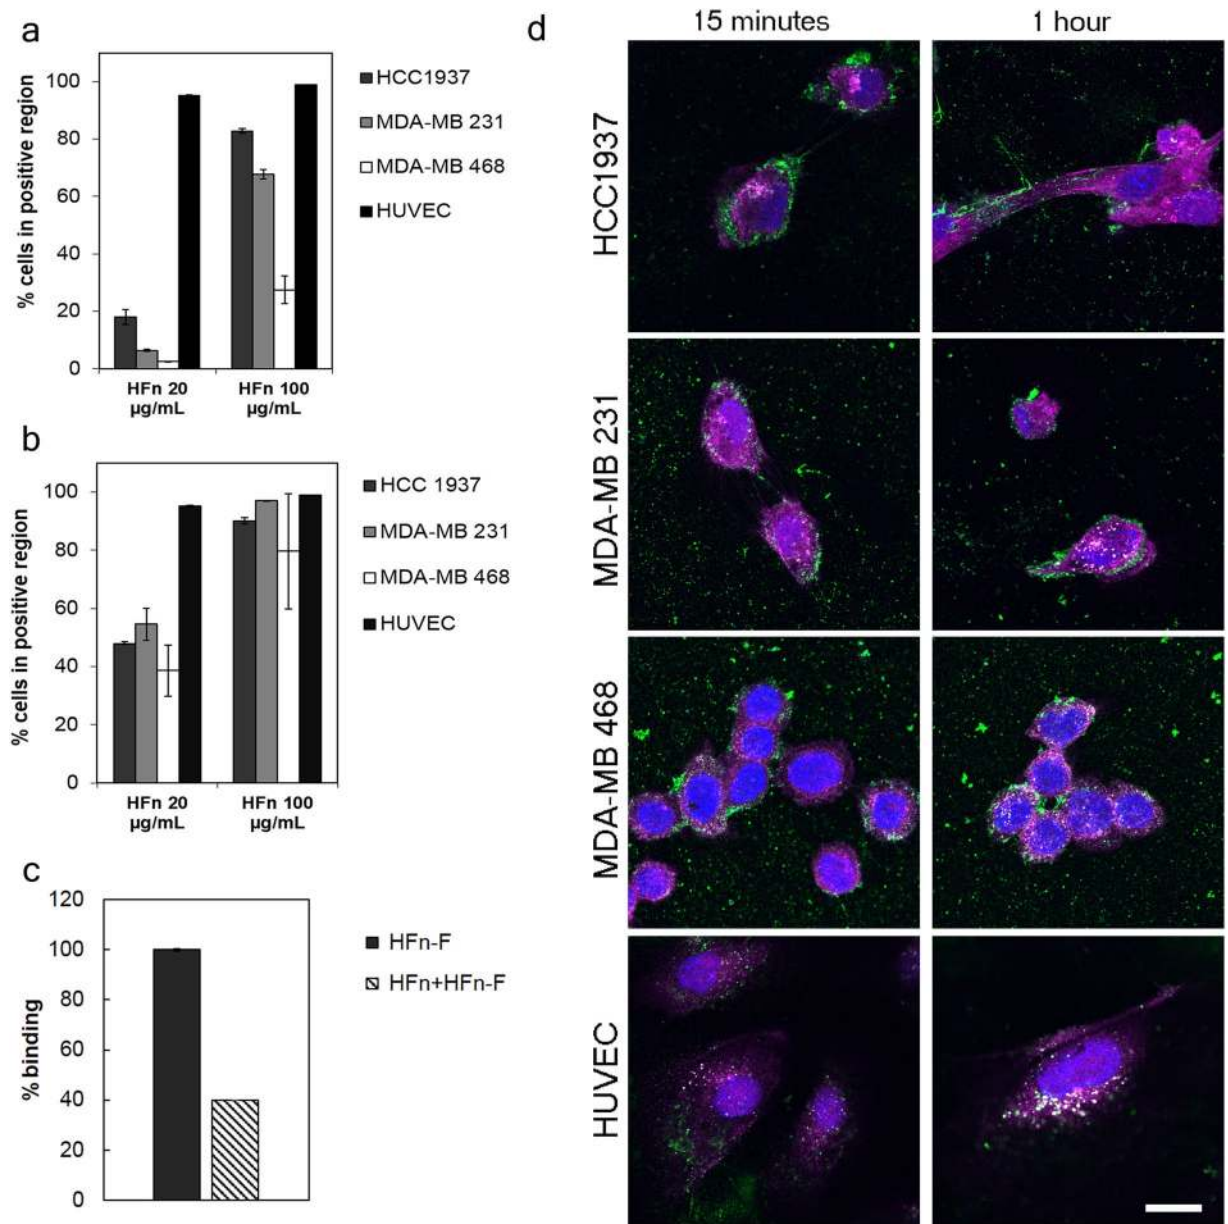 a
100
80
60
40
20
0
% cells in positive region
HFn 20
µg/mL
HFn 100
µg/mL
HCC1937
MDA-MB 231
MDA-MB 468
HUVEC
b
100
80
60
40
20
0
% cells in positive region
HFn 20
µg/mL
HFn 100
µg/mL
HCC 1937
MDA-MB 231
MDA-MB 468
HUVEC
c
120
100
80
60
40
20
0
% binding
HFn-F
HFn+HFn-F
d
15 minutes
1 hour
HCC1937
MDA-MB 231
MDA-MB 468
HUVEC